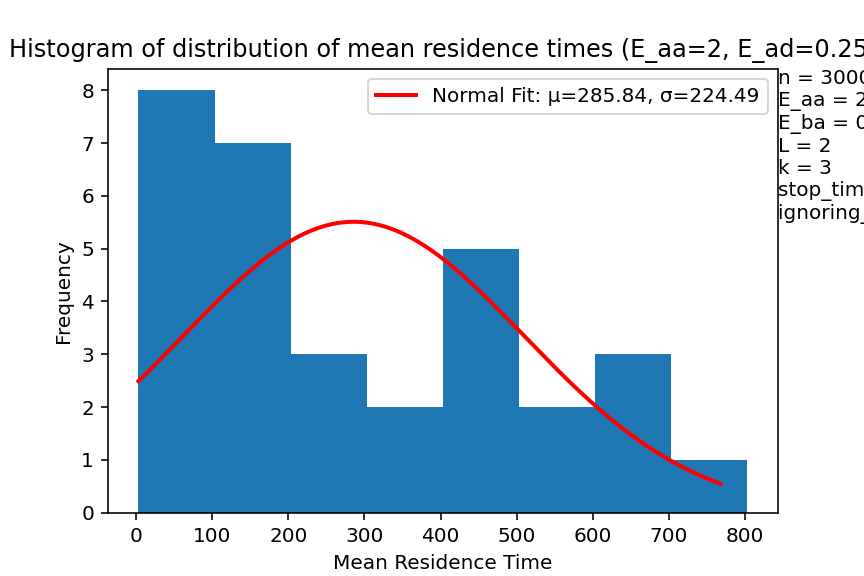 Histogram of distribution of mean residence times (E_aa=2, E_ad=0.25
n = 3000
E_aa = 2
E_ba = 0
L = 2
k = 3
stop_tim
ignoring_
Normal Fit: μ=285.84, σ=224.49
Frequency
8
7
6
5
4
3
2
1
0
0 100 200 300 400 500 600 700 800
Mean Residence Time